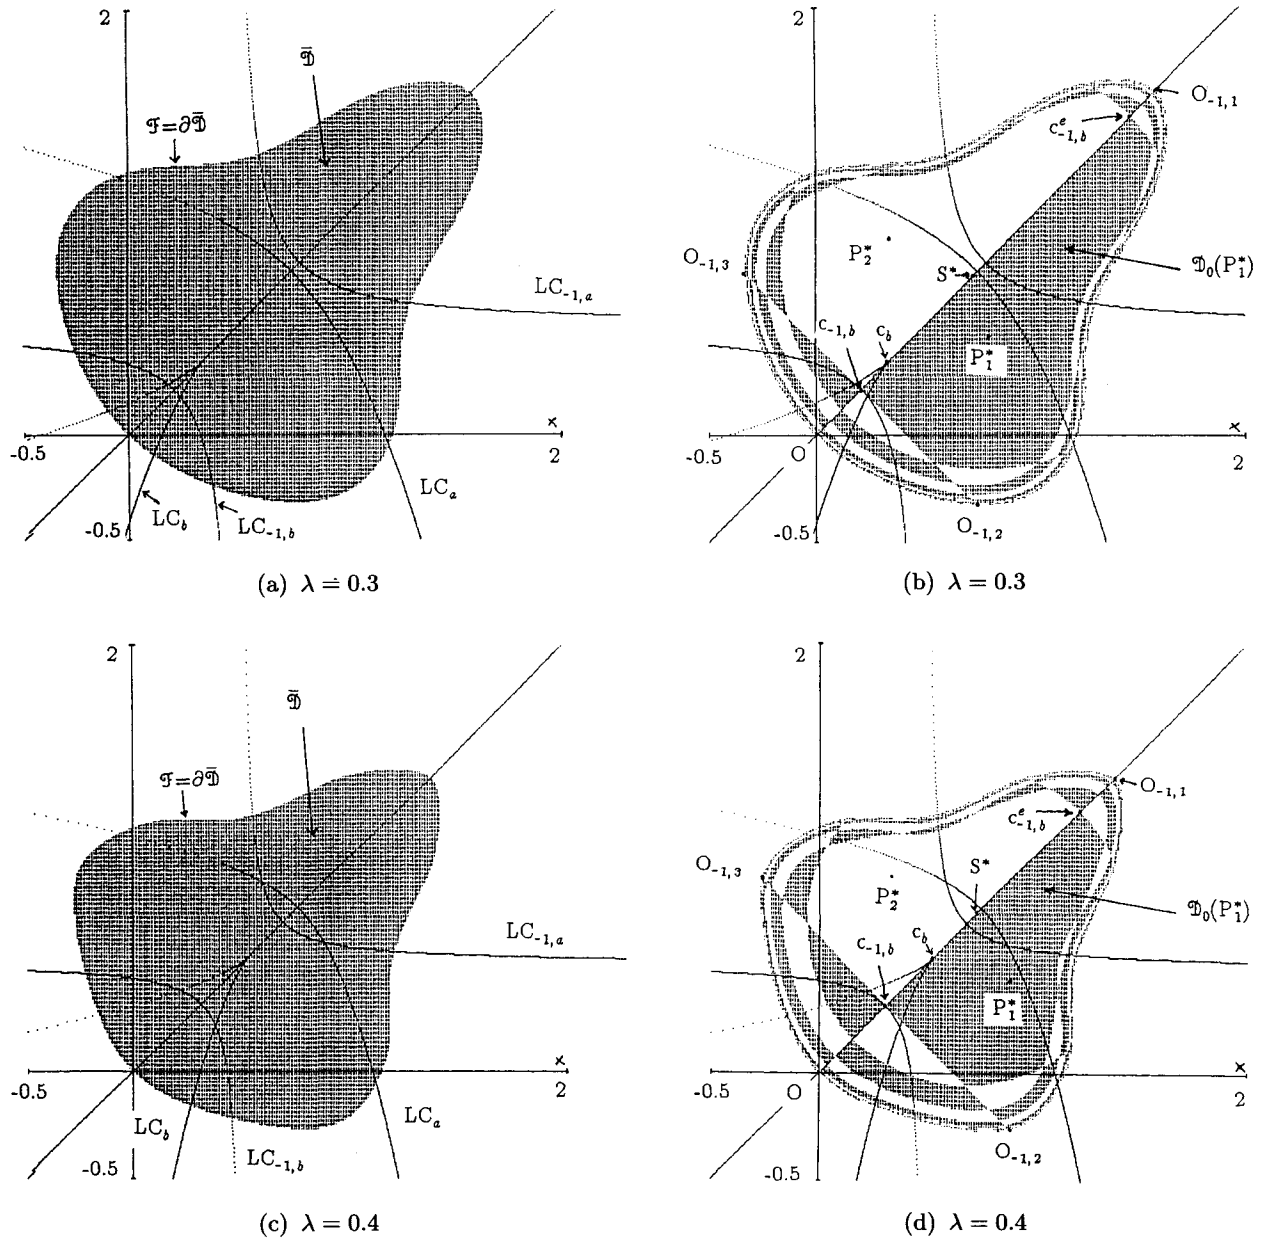 2
𝔇̄
𝔉=∂𝔇̄
LC₋₁,ₐ
x
-0.5
2
LCₐ
LC_b
LC₋₁,b
-0.5
(a) λ = 0.3
2
O₋₁,₁
cᵉ₋₁,b
P*₂
O₋₁,₃
S*
𝔇₀(P*₁)
c₋₁,b
c_b
P*₁
x
-0.5
O
2
-0.5
O₋₁,₂
(b) λ = 0.3
2
𝔇̄
𝔉=∂𝔇̄
LC₋₁,ₐ
x
-0.5
2
LC_b
LCₐ
LC₋₁,b
-0.5
(c) λ = 0.4
2
O₋₁,₁
cᵉ₋₁,b
O₋₁,₃
S*
P*₂
𝔇₀(P*₁)
c₋₁,b
c_b
P*₁
x
-0.5
O
2
O₋₁,₂
-0.5
(d) λ = 0.4